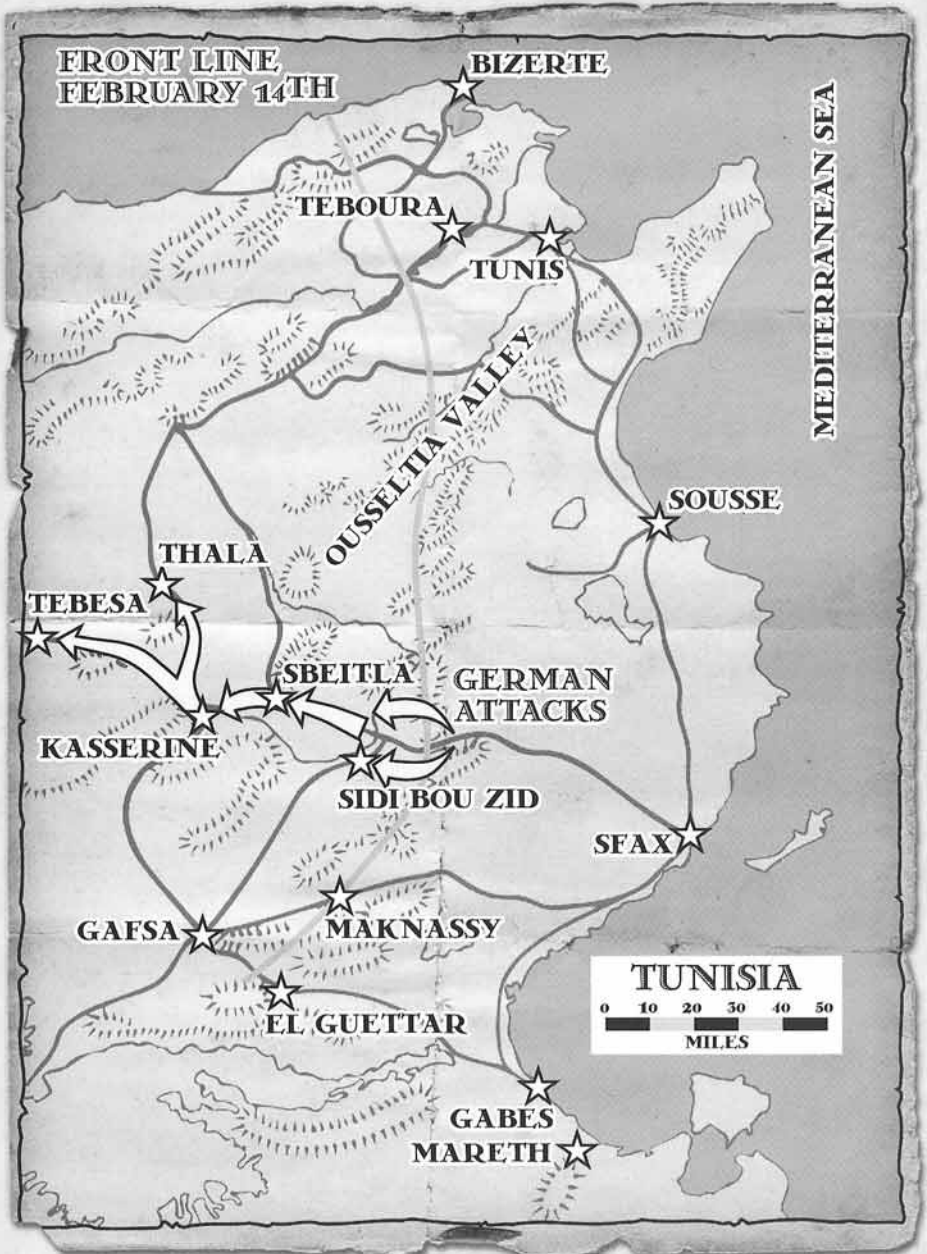 FRONT LINE
FEBRUARY 14TH
BIZERTE
MEDITERRANEAN SEA
TEBOURA
TUNIS
OUSSELTIA VALLEY
SOUSSE
THALA
TEBESA
SBEITLA
GERMAN
ATTACKS
KASSERINE
SIDI BOU ZID
SFAX
GAFSA
MAKNASSY
TUNISIA
0 10 20 30 40 50
MILES
EL GUETTAR
GABES
MARETH